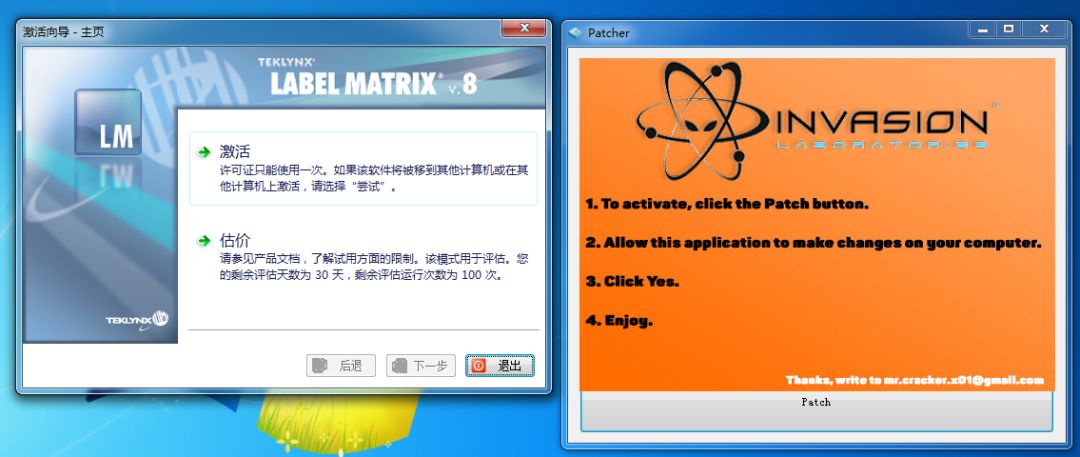 激活向导 - 主页
TEKLYNX®
LABEL MATRIX® v.8
LM
激活
许可证只能使用一次。如果该软件将被移到其他计算机或在其
他计算机上激活，请选择“尝试”。
估价
请参见产品文档，了解试用方面的限制。该模式用于评估。您
的剩余评估天数为 30 天，剩余评估运行次数为 100 次。
TEKLYNX
后退
下一步
退出
Patcher
INVASION™
LABORATORIES
1. To activate, click the Patch button.
2. Allow this application to make changes on your computer.
3. Click Yes.
4. Enjoy.
Thanks, write to mr.cracker.x01@gmail.com
Patch